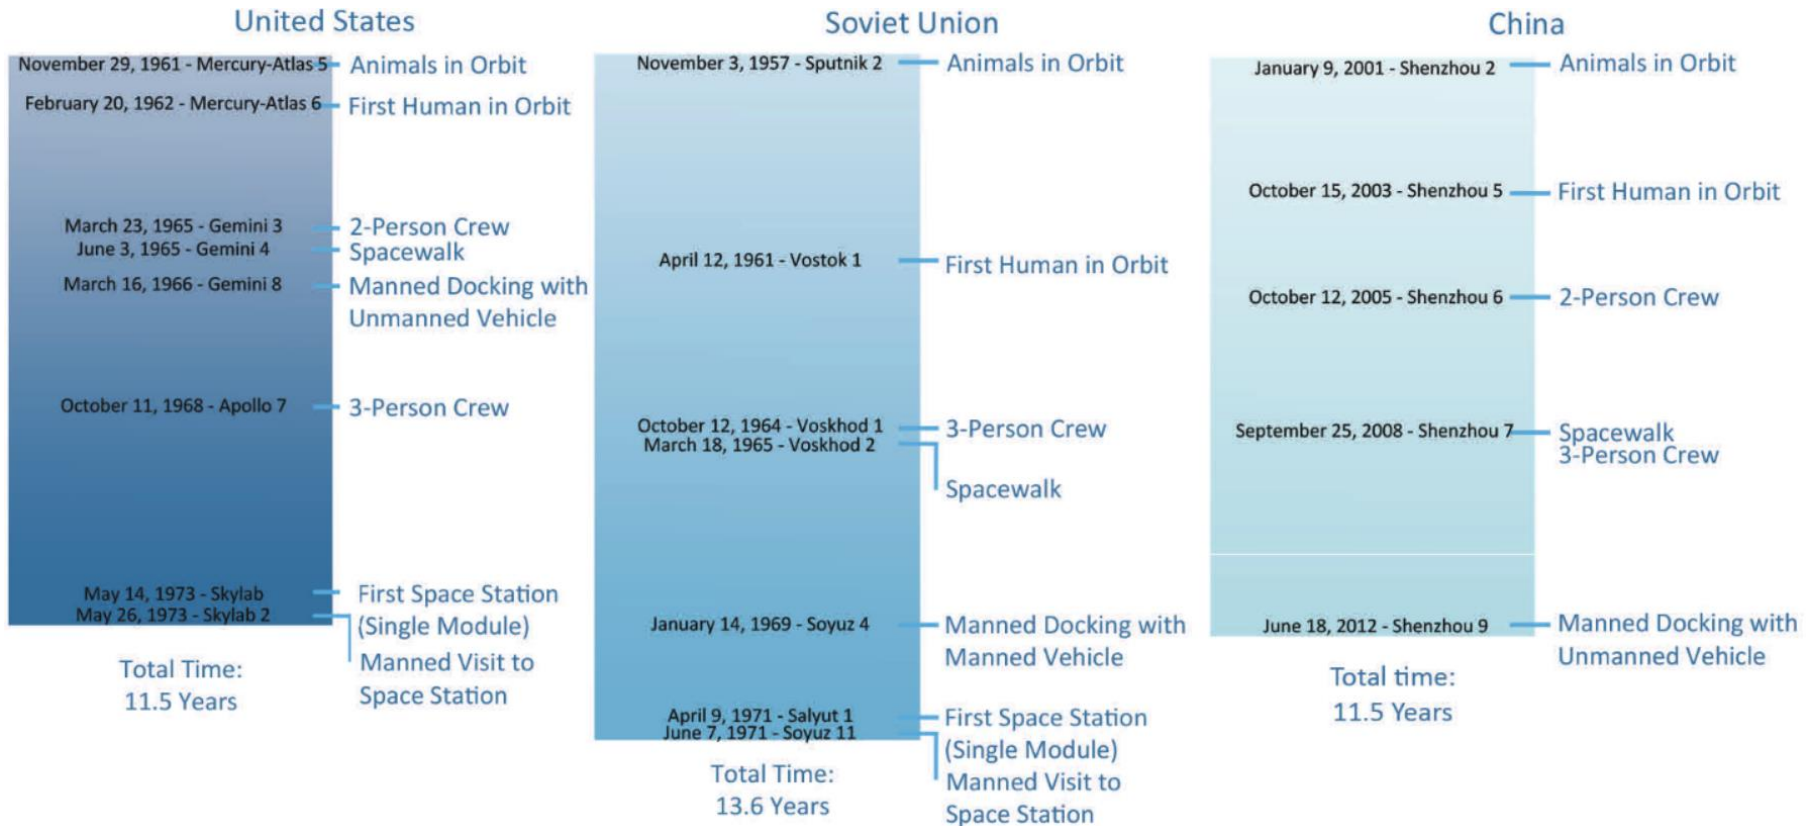 United States
November 29, 1961 - Mercury-Atlas 5
Animals in Orbit
February 20, 1962 - Mercury-Atlas 6
First Human in Orbit
March 23, 1965 - Gemini 3
2-Person Crew
June 3, 1965 - Gemini 4
Spacewalk
March 16, 1966 - Gemini 8
Manned Docking with
Unmanned Vehicle
October 11, 1968 - Apollo 7
3-Person Crew
May 14, 1973 - Skylab
First Space Station
(Single Module)
May 26, 1973 - Skylab 2
Manned Visit to
Space Station
Total Time:
11.5 Years
Soviet Union
November 3, 1957 - Sputnik 2
Animals in Orbit
April 12, 1961 - Vostok 1
First Human in Orbit
October 12, 1964 - Voskhod 1
3-Person Crew
March 18, 1965 - Voskhod 2
Spacewalk
January 14, 1969 - Soyuz 4
Manned Docking with
Manned Vehicle
April 9, 1971 - Salyut 1
First Space Station
(Single Module)
June 7, 1971 - Soyuz 11
Manned Visit to
Space Station
Total Time:
13.6 Years
China
January 9, 2001 - Shenzhou 2
Animals in Orbit
October 15, 2003 - Shenzhou 5
First Human in Orbit
October 12, 2005 - Shenzhou 6
2-Person Crew
September 25, 2008 - Shenzhou 7
Spacewalk
3-Person Crew
June 18, 2012 - Shenzhou 9
Manned Docking with
Unmanned Vehicle
Total time:
11.5 Years